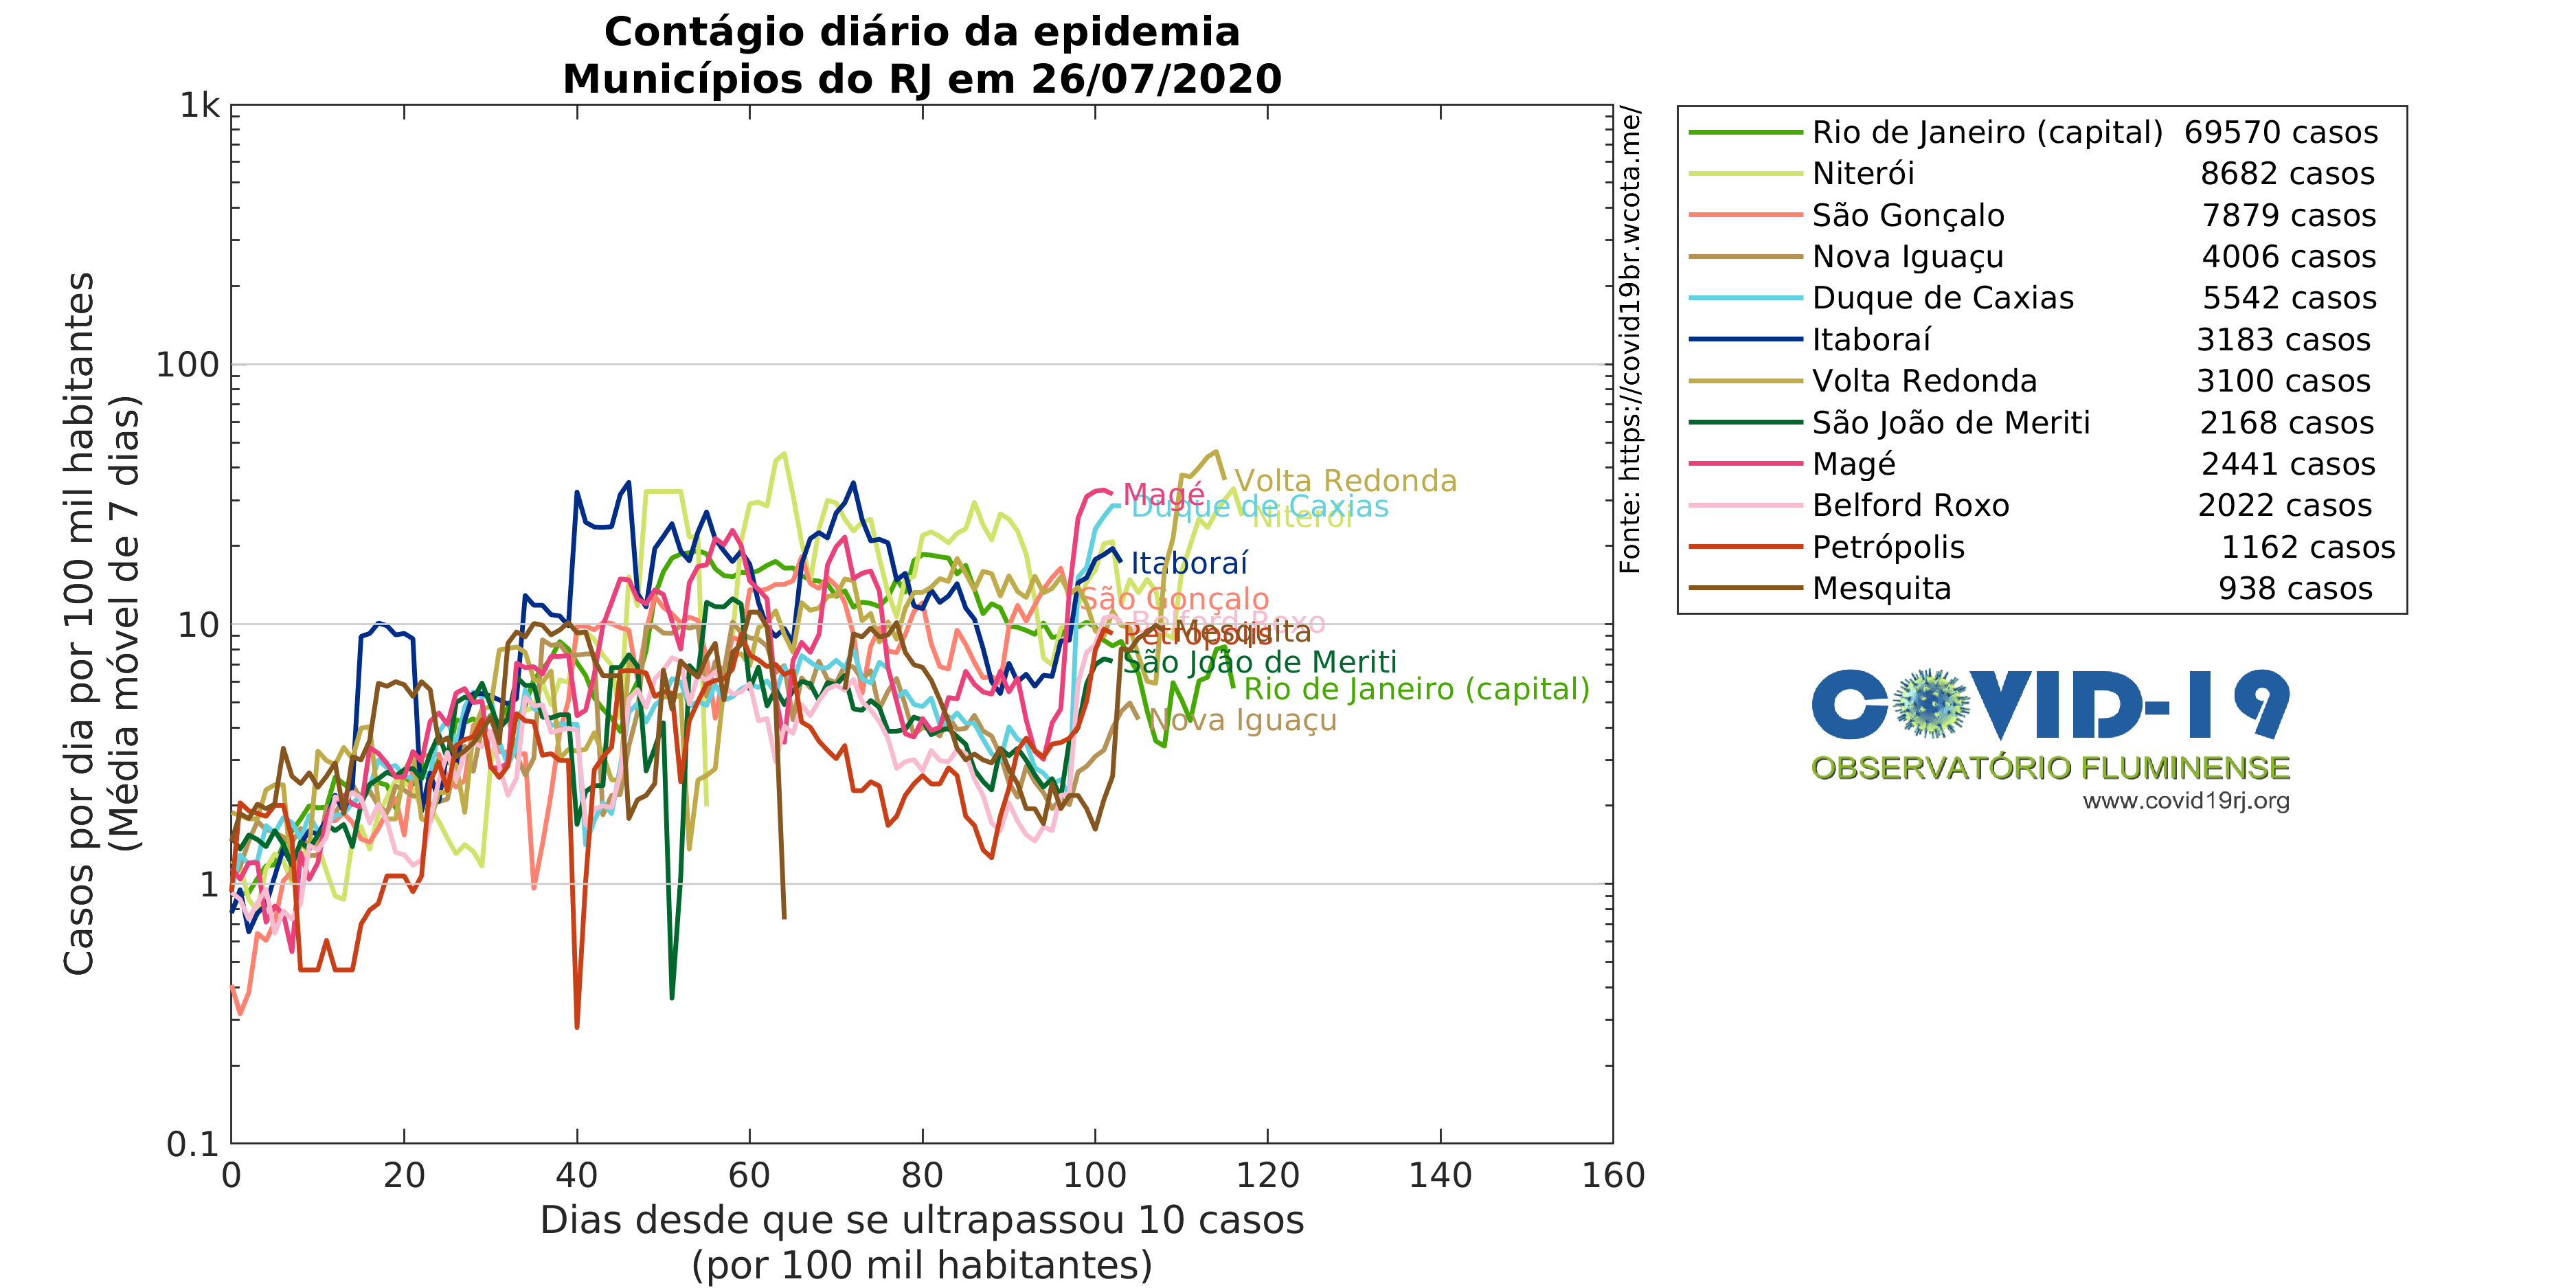 Contágio diário da epidemia
Municípios do RJ em 26/07/2020
Casos por dia por 100 mil habitantes
(Média móvel de 7 dias)
1k
100
10
1
0.1
0
20
40
60
80
100
120
140
160
Dias desde que se ultrapassou 10 casos
(por 100 mil habitantes)
Volta Redonda
Magé
Duque de Caxias
Niterói
Itaboraí
São Gonçalo
Belford Roxo
Mesquita
Petrópolis
São João de Meriti
Rio de Janeiro (capital)
Nova Iguaçu
Fonte: https://covid19br.wcota.me/
Rio de Janeiro (capital) 69570 casos
Niterói 8682 casos
São Gonçalo 7879 casos
Nova Iguaçu 4006 casos
Duque de Caxias 5542 casos
Itaboraí 3183 casos
Volta Redonda 3100 casos
São João de Meriti 2168 casos
Magé 2441 casos
Belford Roxo 2022 casos
Petrópolis 1162 casos
Mesquita 938 casos
COVID-19
OBSERVATÓRIO FLUMINENSE
www.covid19rj.org